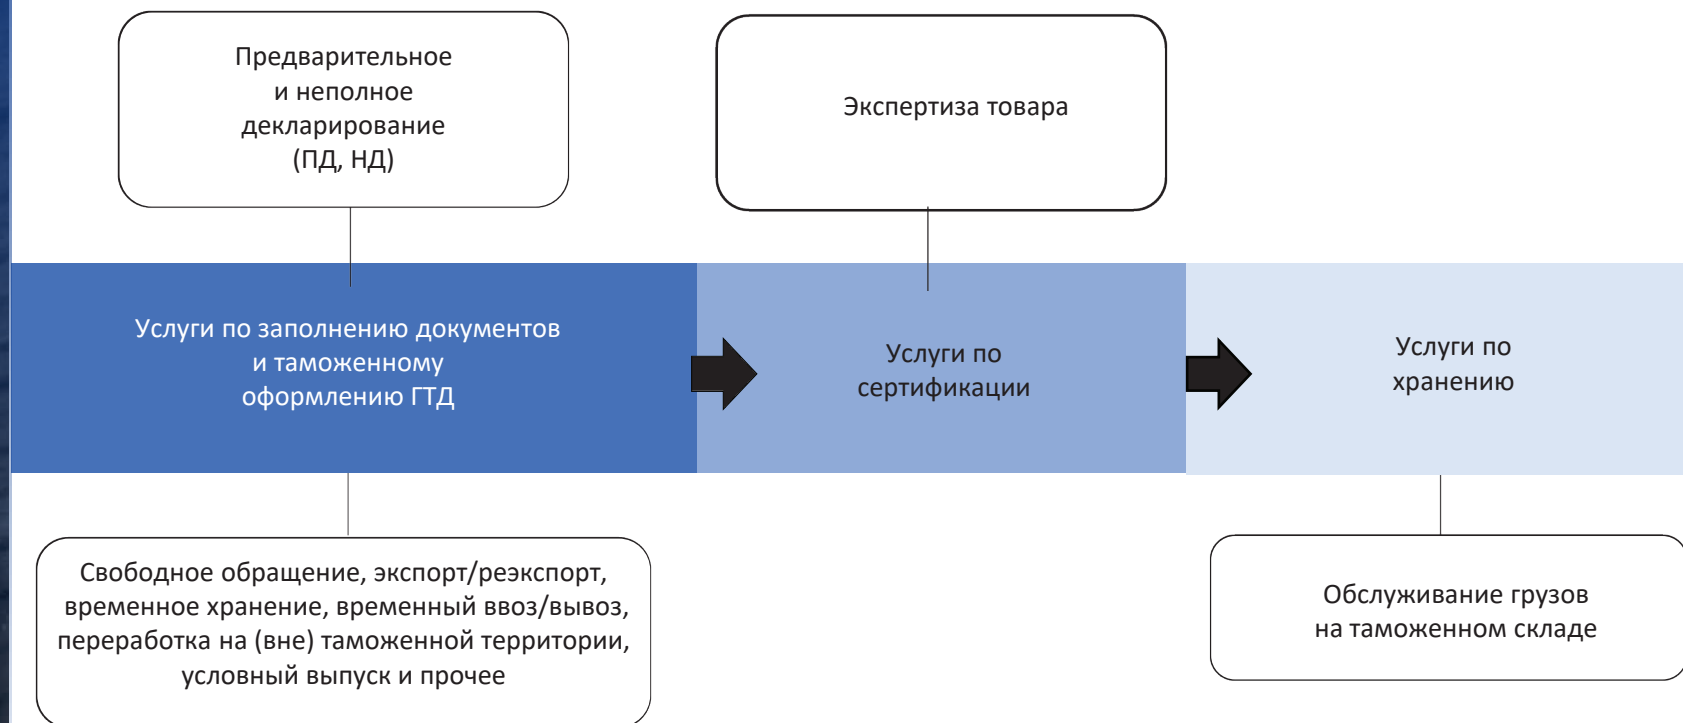 Предварительное
и неполное
декларирование
(ПД, НД)
Экспертиза товара
Услуги по заполнению документов
и таможенному
оформлению ГТД
Услуги по
сертификации
Услуги по
хранению
Свободное обращение, экспорт/реэкспорт,
временное хранение, временный ввоз/вывоз,
переработка на (вне) таможенной территории,
условный выпуск и прочее
Обслуживание грузов
на таможенном складе